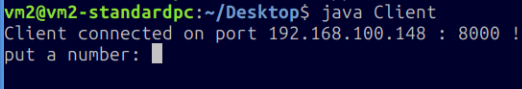 vm2@vm2-standardpc:~/Desktop$ java Client
Client connected on port 192.168.100.148 : 8000 !
put a number: